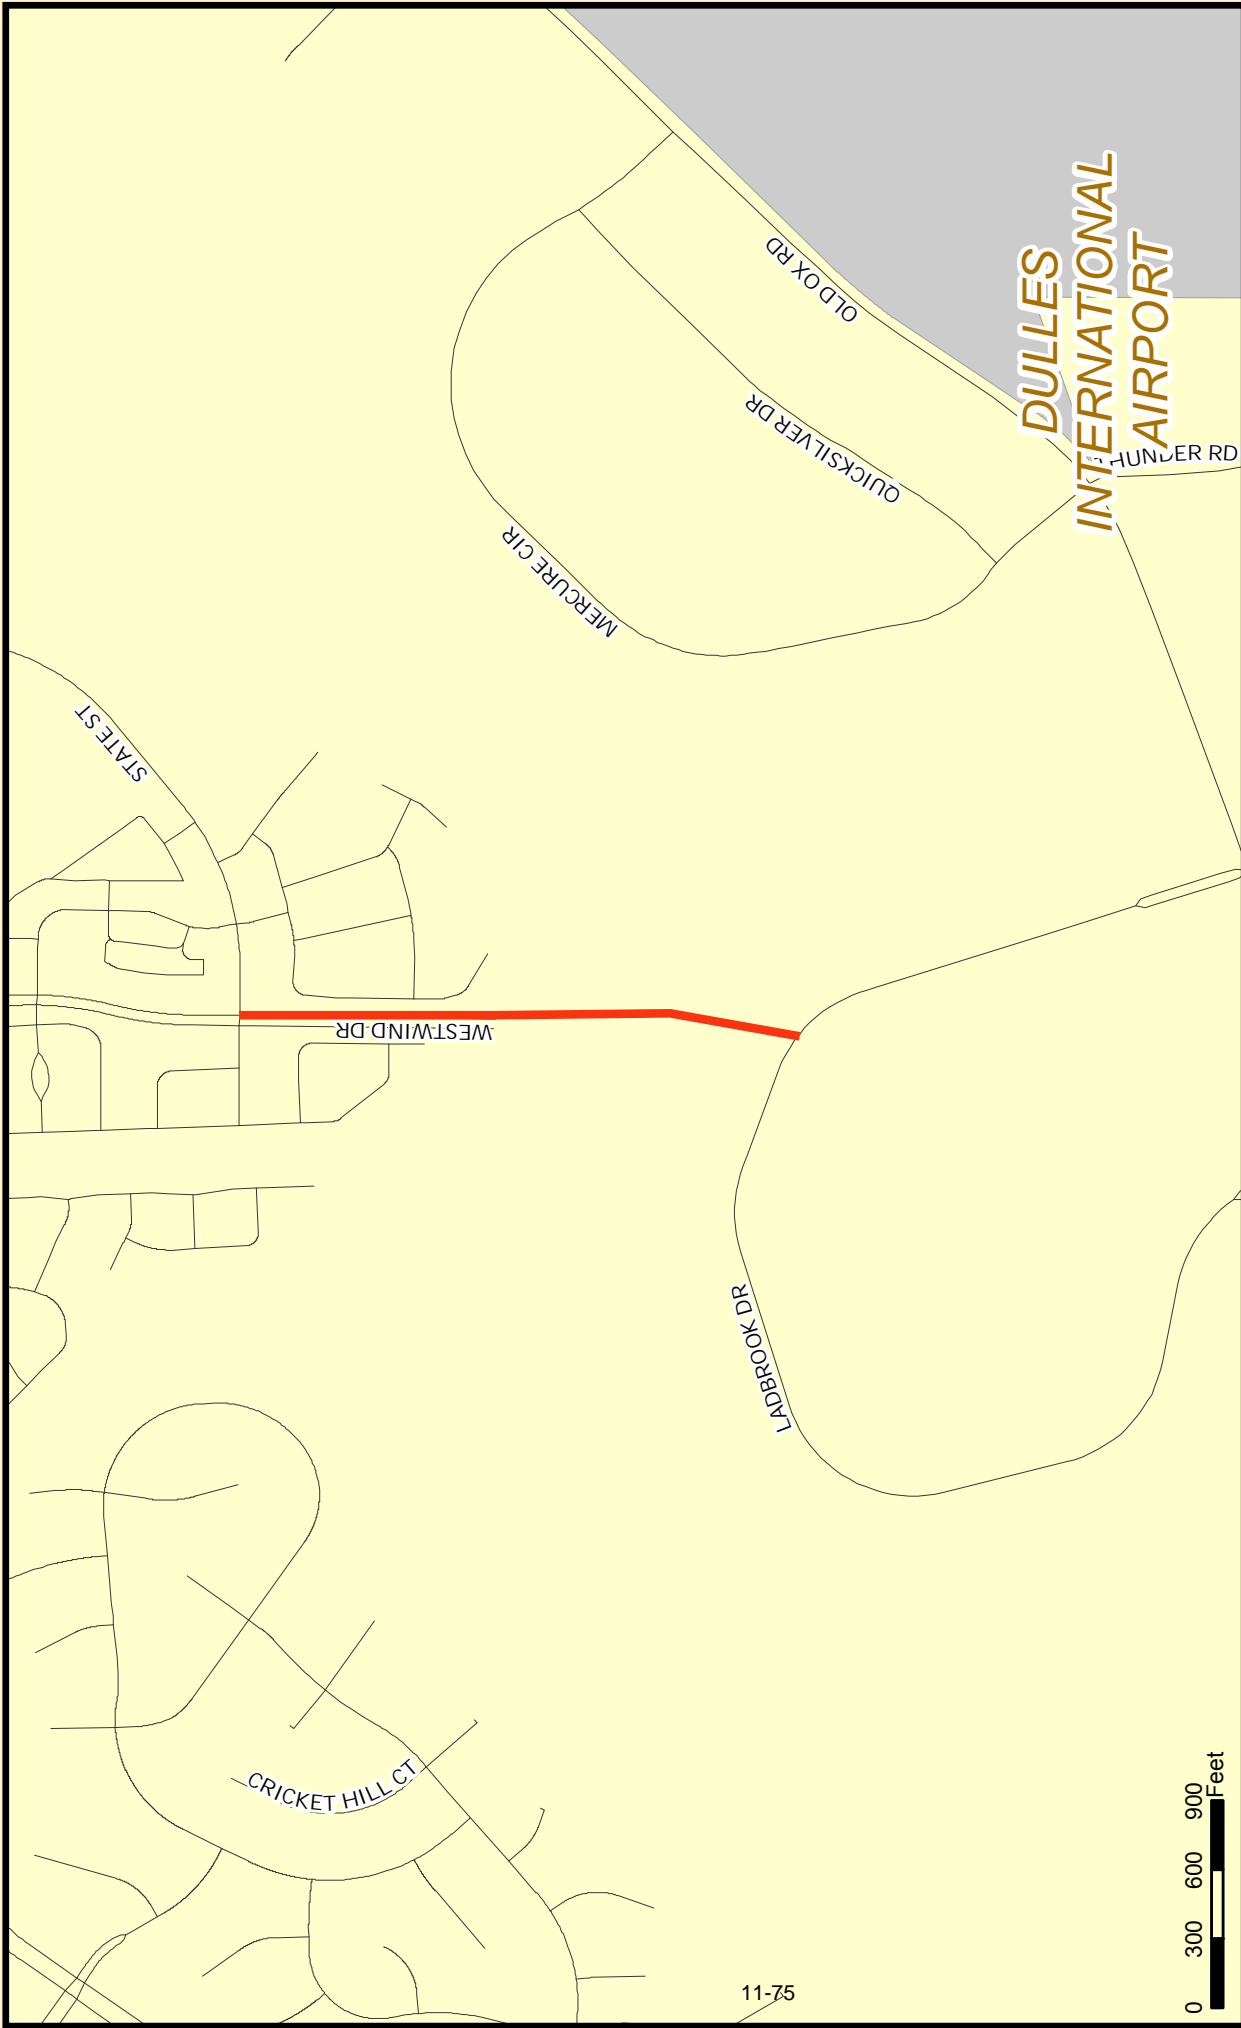 DULLES
INTERNATIONAL
AIRPORT
OLD OX RD
QUICKSILVER DR
HUNDER RD
MERCURE CIR
STATE ST
WESTWIND DR
LADBROOK DR
CRICKET HILL CT
0 300 600 900
Feet
11-75